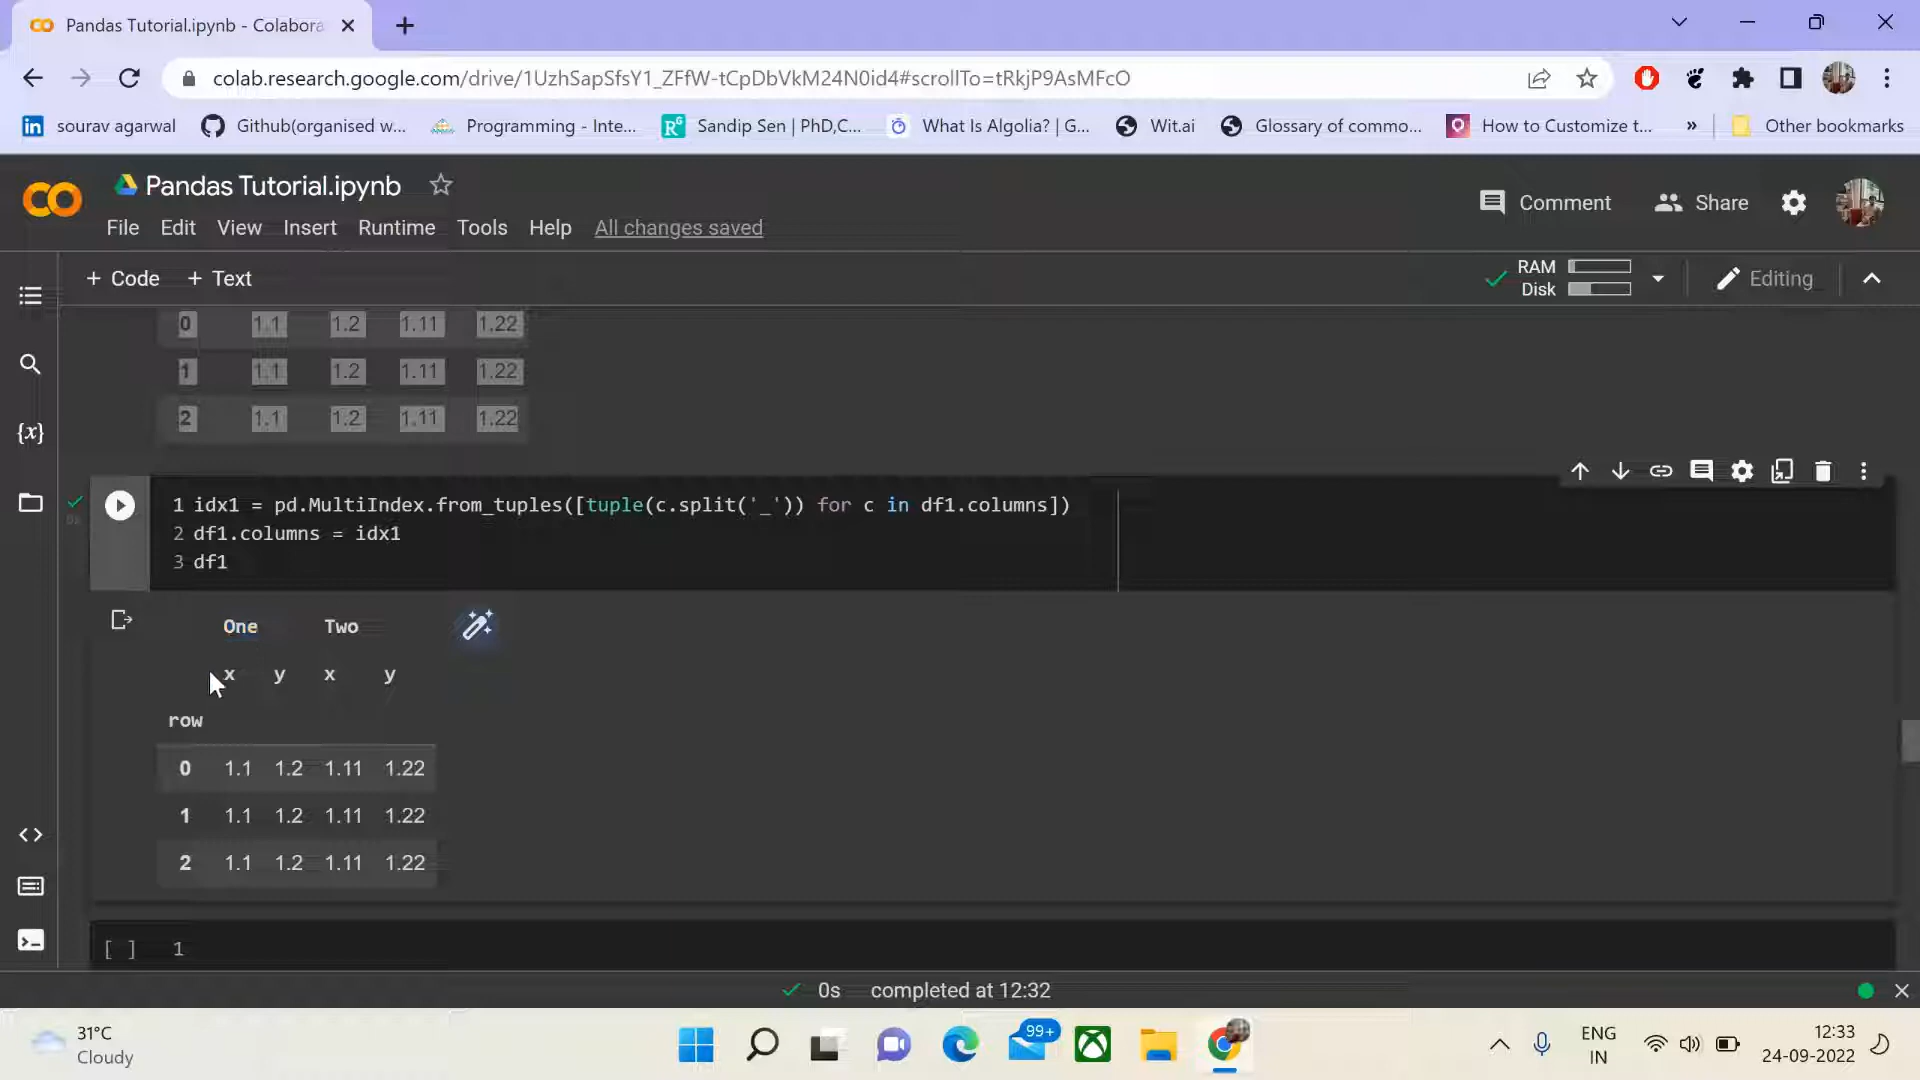 Pandas Tutorial.ipynb - Colabora
colab.research.google.com/drive/1UzhSapSfsY1_ZFfW-tCpDbVkM24N0id4#scrollTo=tRkjP9AsMFcO
in sourav agarwal Github(organised w... Programming - Inte... R^G Sandip Sen | PhD,C... What Is Algolia? | G... Wit.ai Glossary of commo... How to Customize t... » Other bookmarks
CO Pandas Tutorial.ipynb
Comment Share
File Edit View Insert Runtime Tools Help All changes saved
+ Code + Text RAM Disk Editing
0 1.1 1.2 1.11 1.22
1 1.1 1.2 1.11 1.22
2 1.1 1.2 1.11 1.22
{x}
1 idx1 = pd.MultiIndex.from_tuples([tuple(c.split('_')) for c in df1.columns])
0s
2 df1.columns = idx1
3 df1
One Two
x y x y
row
0 1.1 1.2 1.11 1.22
1 1.1 1.2 1.11 1.22
2 1.1 1.2 1.11 1.22
[ ] 1
0s completed at 12:32
31°C
Cloudy
99+
ENG
IN
12:33
24-09-2022